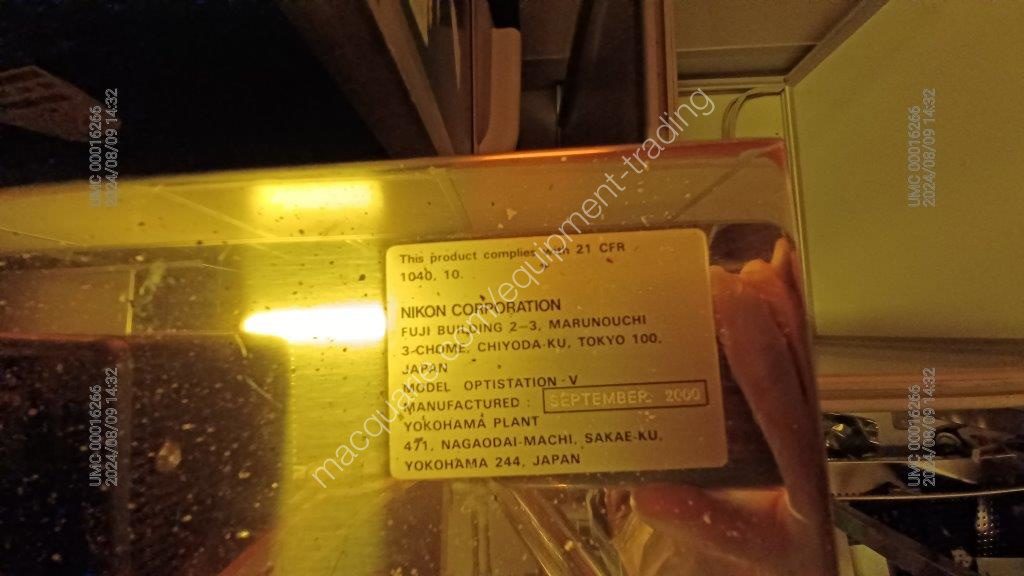 This product complies with 21 CFR
1040, 10.
NIKON CORPORATION
FUJI BUILDING 2-3, MARUNOUCHI
3-CHOME, CHIYODA-KU, TOKYO 100,
JAPAN
MODEL OPTISTATION-V
MANUFACTURED : SEPTEMBER 2000
YOKOHAMA PLANT
471, NAGAODAI-MACHI, SAKAE-KU,
YOKOHAMA 244, JAPAN
macquarie.com/equipment-trading
UMC 00016266
2024/08/09 14:32
UMC 00016266
2024/08/09 14:32
UMC 00016266
2024/08/09 14:32
UMC 00016266
2024/08/09 14:32